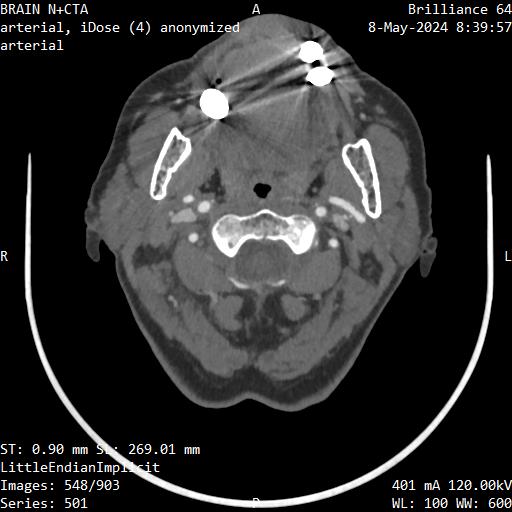 BRAIN N+CTA
arterial, iDose (4) anonymized
arterial
A
Brilliance 64
8-May-2024 8:39:57
R
L
ST: 0.90 mm SL: 269.01 mm
LittleEndianImplicit
Images: 548/903
Series: 501
P
401 mA 120.00kV
WL: 100 WW: 600